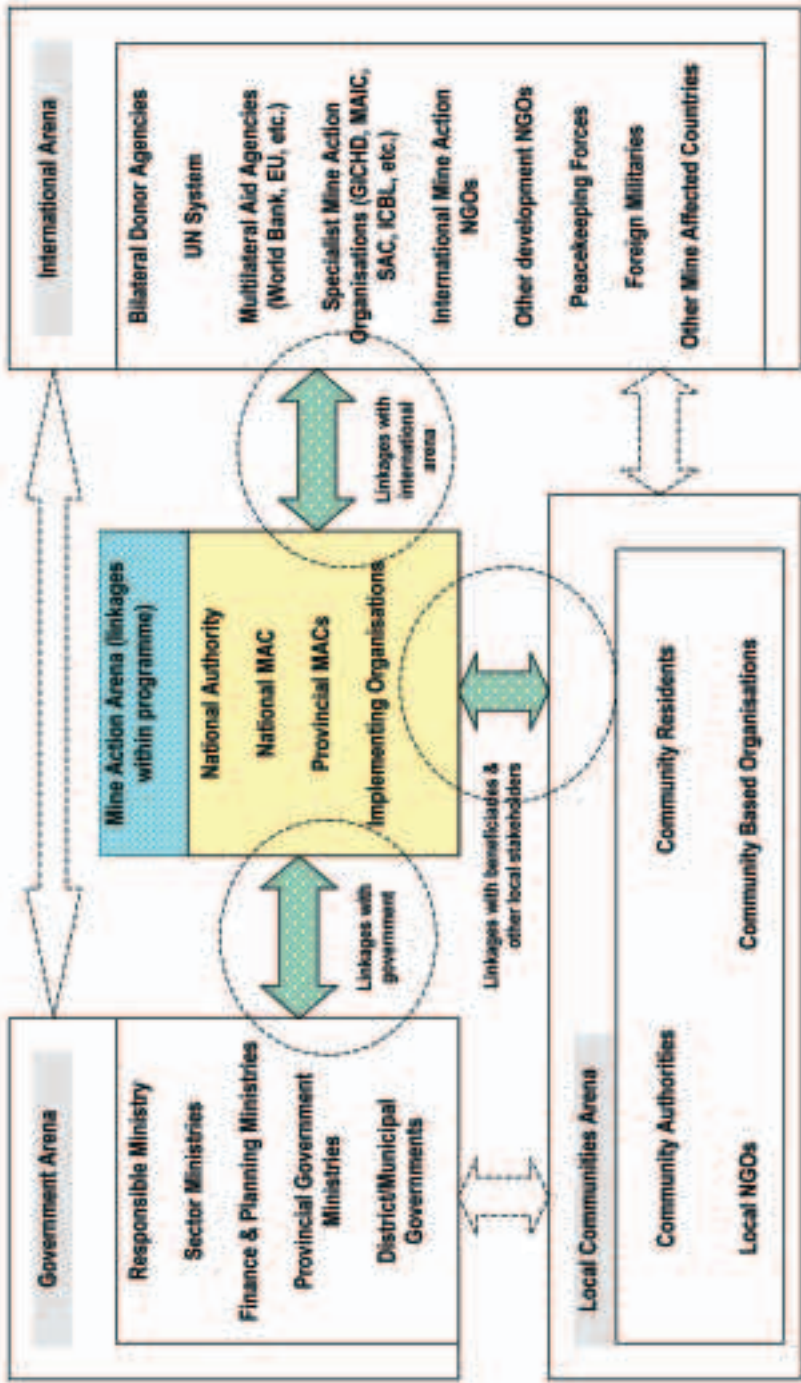 Government Arena
Responsible Ministry
Sector Ministries
Finance & Planning Ministries
Provincial Government
Ministries
District/Municipal
Governments
Linkages with
government
Mine Action Arena (linkages
within programme)
National Authority
National MAC
Provincial MACs
Implementing Organisations
Linkages with
international
arena
International Arena
Bilateral Donor Agencies
UN System
Multilateral Aid Agencies
(World Bank, EU, etc.)
Specialist Mine Action
Organisations (GICHD, MAIC,
SAC, ICBL, etc.)
International Mine Action
NGOs
Other development NGOs
Peacekeeping Forces
Foreign Militaries
Other Mine Affected Countries
Linkages with beneficiaries &
other local stakeholders
Local Communities Arena
Community Authorities
Community Residents
Local NGOs
Community Based Organisations